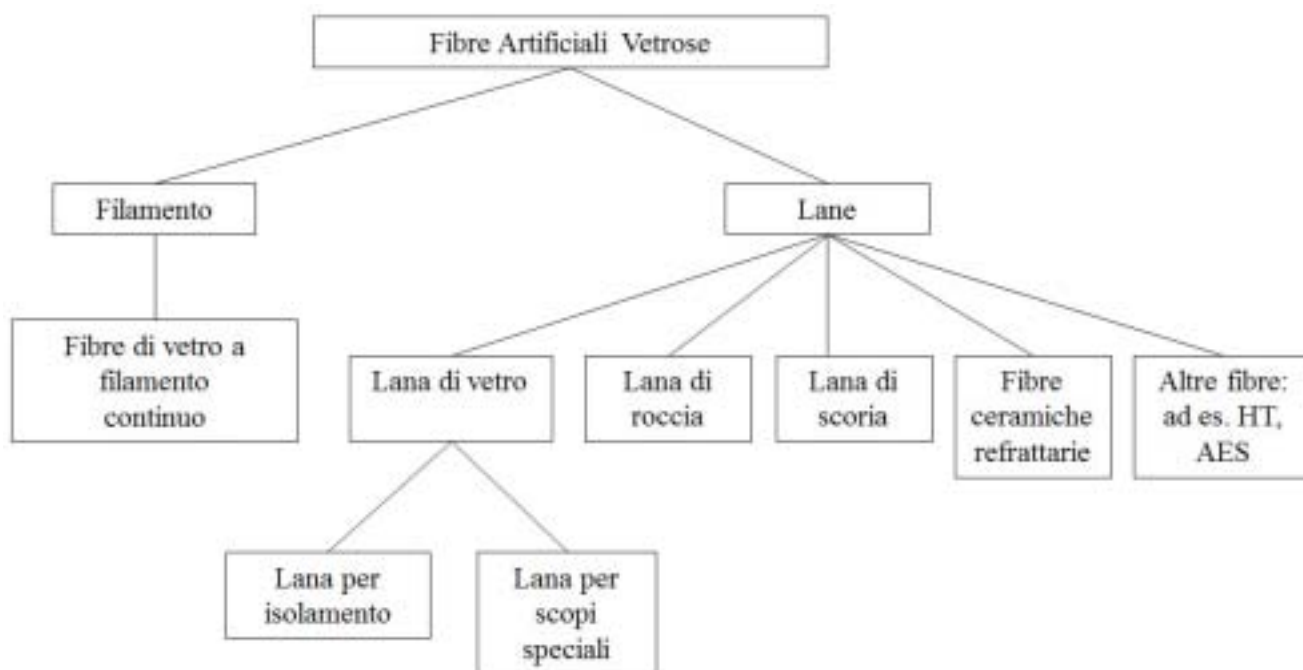 Fibre Artificiali Vetrose
Filamento
Lane
Fibre di vetro a
filamento
continuo
Lana di vetro
Lana di
roccia
Lana di
scoria
Fibre
ceramiche
refrattarie
Altre fibre:
ad es. HT,
AES
Lana per
isolamento
Lana per
scopi
speciali